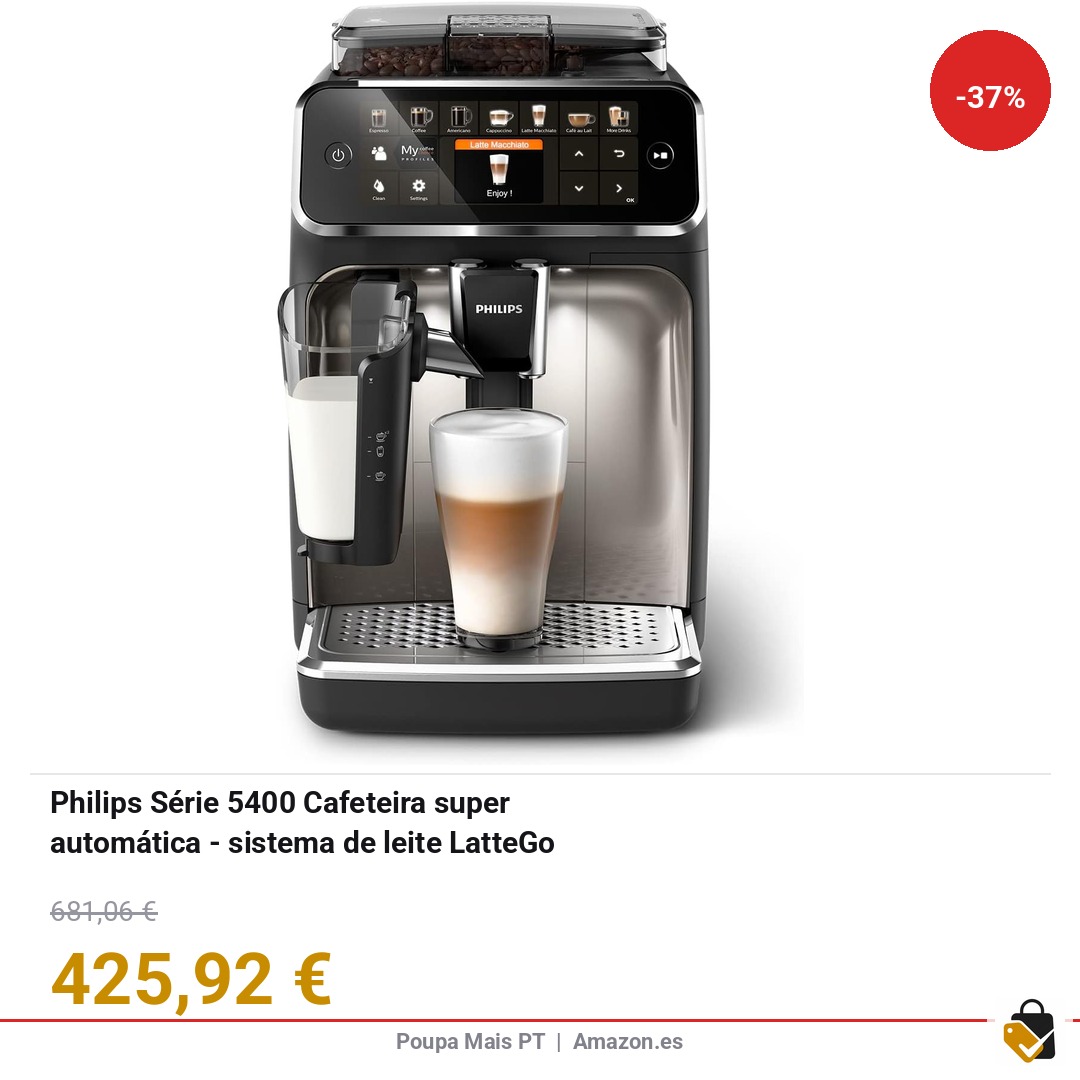 -37%
Espresso
Coffee
Americano
Cappuccino
Latte Macchiato
Café au Lait
More Drinks
My coffee
PROFILES
Latte Macchiato
Enjoy !
Clean
Settings
OK
PHILIPS
Philips Série 5400 Cafeteira super
automática - sistema de leite LatteGo
681,06 €
425,92 €
Poupa Mais PT | Amazon.es